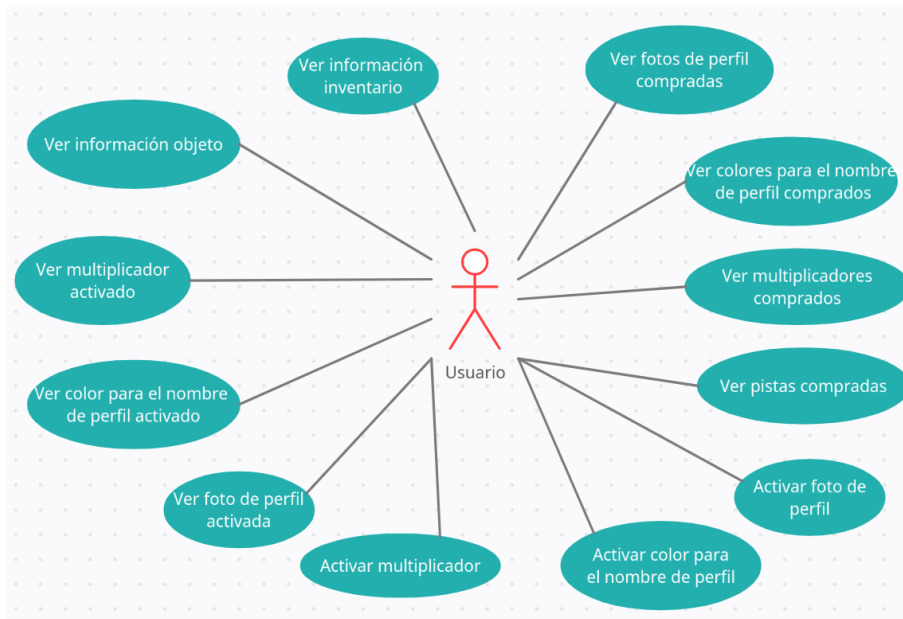 Ver información
inventario
Ver fotos de perfil
compradas
Ver información objeto
Ver colores para el nombre
de perfil comprados
Ver multiplicador
activado
Ver multiplicadores
comprados
Usuario
Ver color para el nombre
de perfil activado
Ver pistas compradas
Ver foto de perfil
activada
Activar foto de
perfil
Activar multiplicador
Activar color para
el nombre de perfil